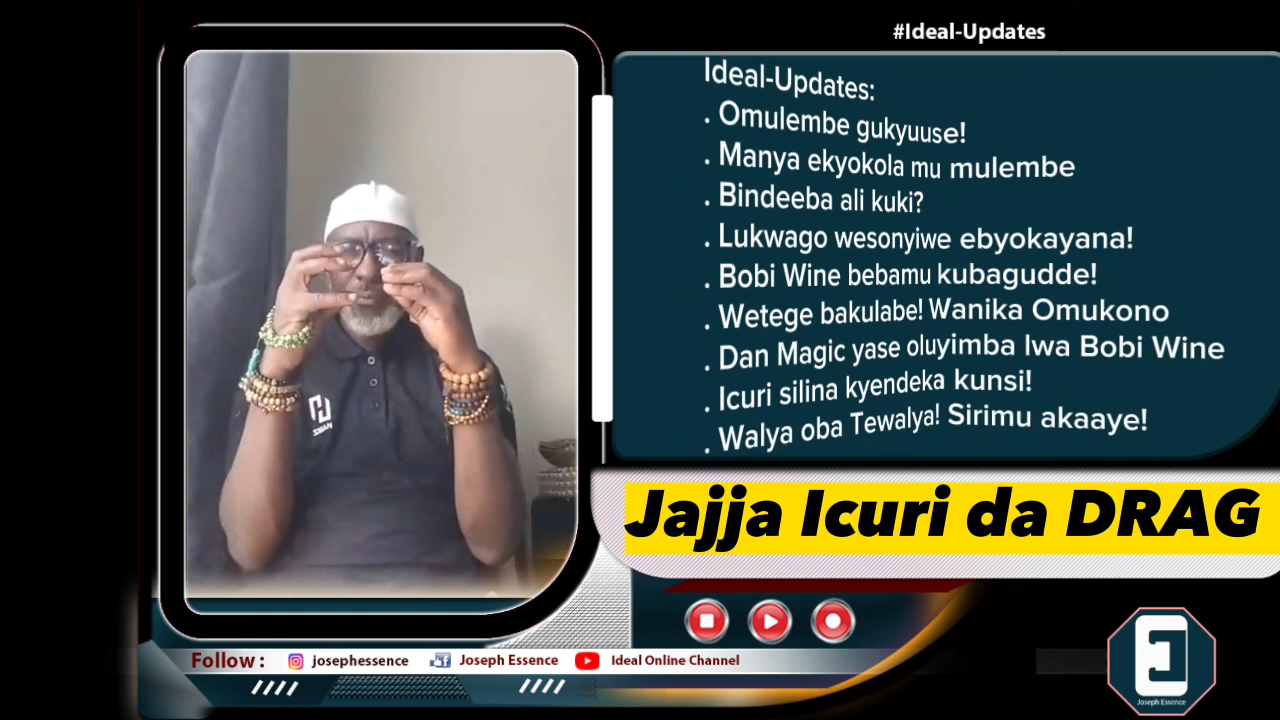 #Ideal-Updates
Ideal-Updates:
. Omulembe gukyuuse!
. Manya ekyokola mu mulembe
. Bindeeba ali kuki?
. Lukwago wesonyiwe ebyokayana!
. Bobi Wine bebamu kubagudde!
. Wetege bakulabe! Wanika Omukono
. Dan Magic yase oluyimba lwa Bobi Wine
. Icuri silina kyendeka kunsi!
. Walya oba Tewalya! Sirimu akaaye!
Jajja Icuri da DRAG
Follow : josephessence Joseph Essence Ideal Online Channel
Joseph Essence